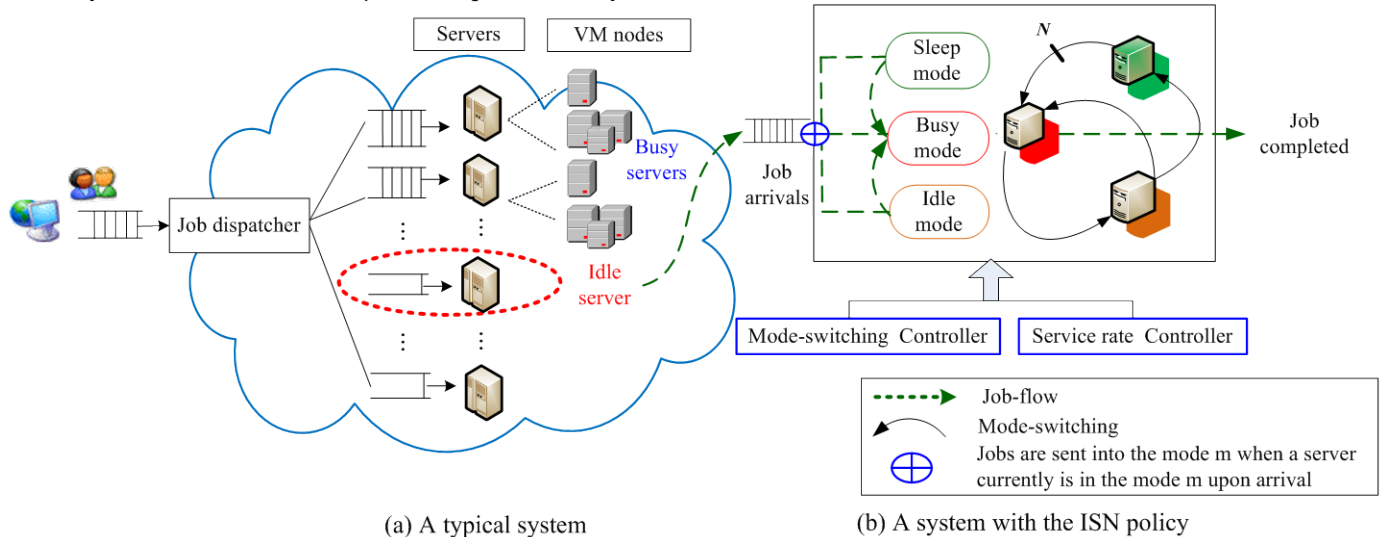 Servers
VM nodes
Busy
servers
Job dispatcher
Idle
server
(a) A typical system
Sleep
mode
N
Busy
mode
Idle
mode
Job
arrivals
Job
completed
Mode-switching Controller
Service rate Controller
Job-flow
Mode-switching
Jobs are sent into the mode m when a server
currently is in the mode m upon arrival
(b) A system with the ISN policy